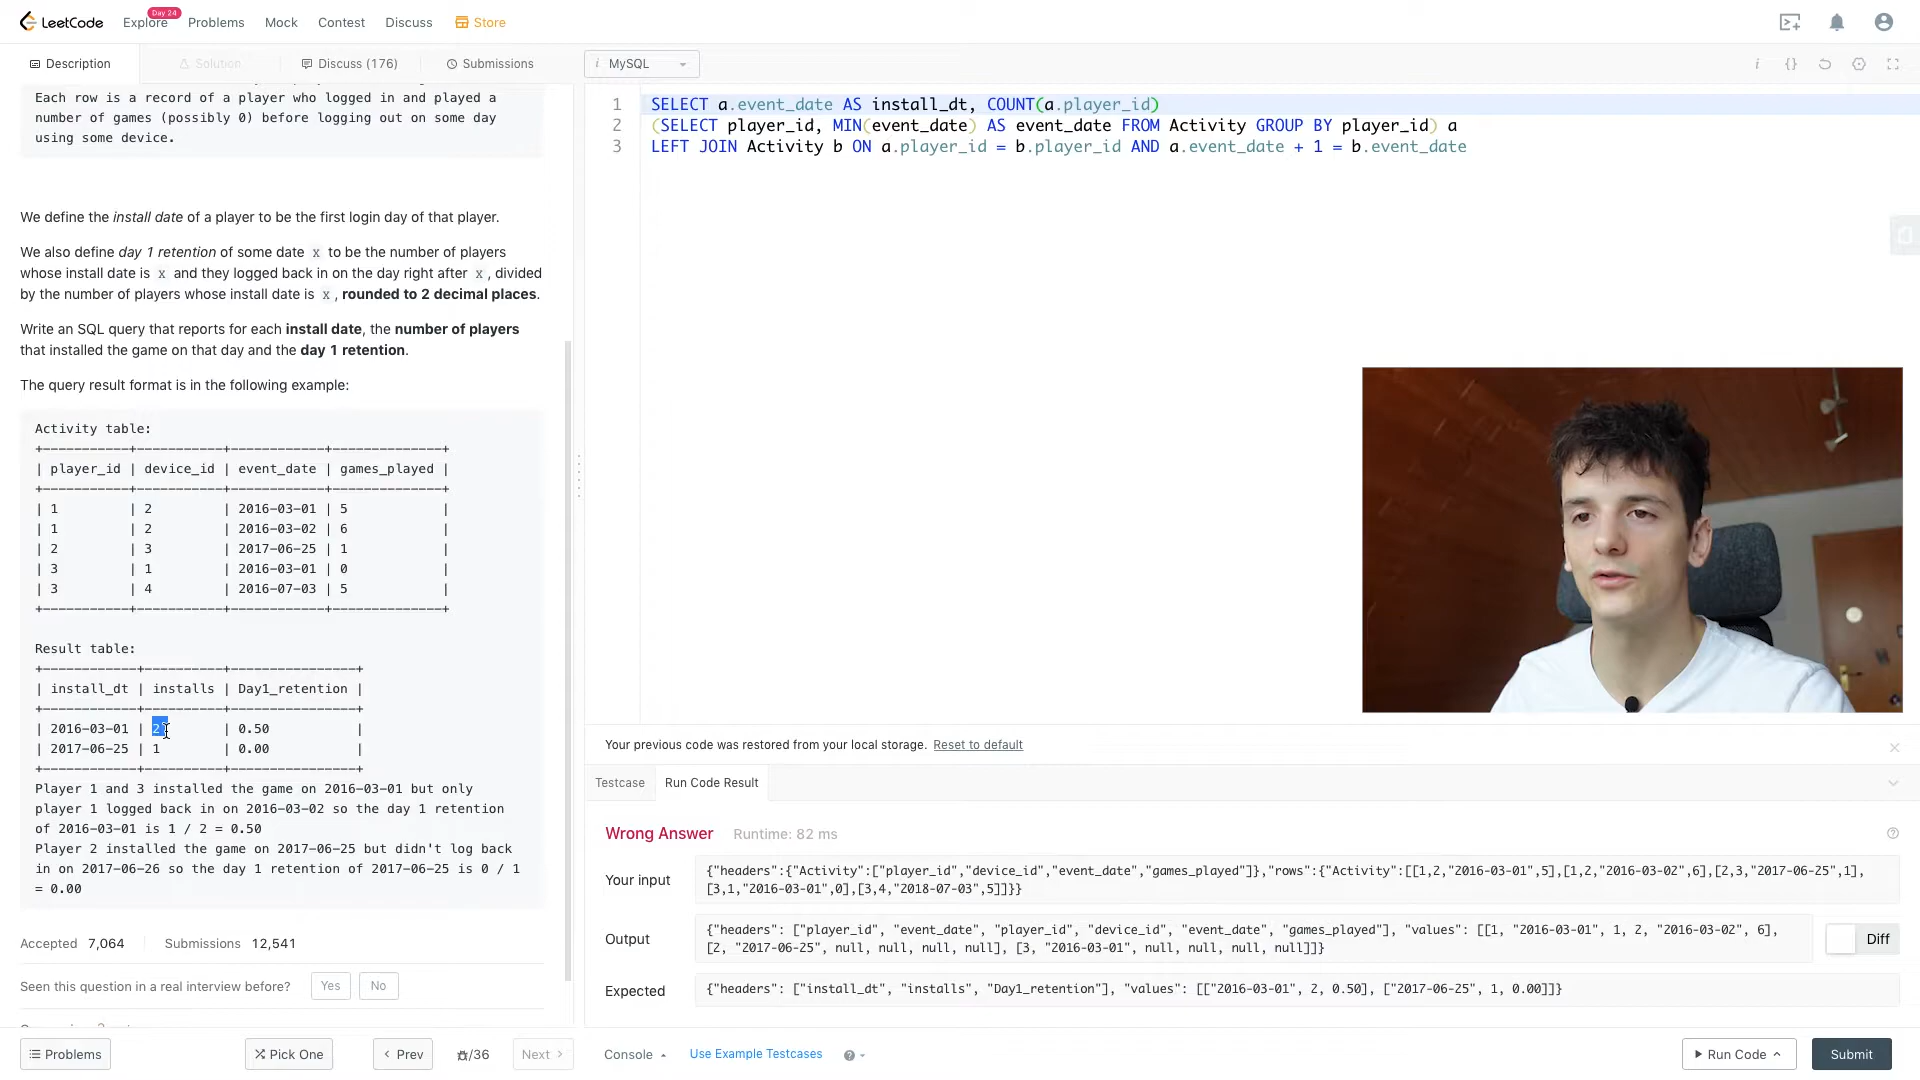 LeetCode
Explore
Day 24
Problems
Mock
Contest
Discuss
Store
Description
Solution
Discuss (176)
Submissions
Each row is a record of a player who logged in and played a
number of games (possibly 0) before logging out on some day
using some device.
We define the install date of a player to be the first login day of that player.
We also define day 1 retention of some date x to be the number of players
whose install date is x and they logged back in on the day right after x , divided
by the number of players whose install date is x , rounded to 2 decimal places.
Write an SQL query that reports for each install date, the number of players
that installed the game on that day and the day 1 retention.
The query result format is in the following example:
Activity table:
+-----------+-----------+------------+--------------+
| player_id | device_id | event_date | games_played |
+-----------+-----------+------------+--------------+
| 1 | 2 | 2016-03-01 | 5 |
| 1 | 2 | 2016-03-02 | 6 |
| 2 | 3 | 2017-06-25 | 1 |
| 3 | 1 | 2016-03-01 | 0 |
| 3 | 4 | 2016-07-03 | 5 |
+-----------+-----------+------------+--------------+
Result table:
+------------+----------+----------------+
| install_dt | installs | Day1_retention |
+------------+----------+----------------+
| 2016-03-01 | 2 | 0.50 |
| 2017-06-25 | 1 | 0.00 |
+------------+----------+----------------+
Player 1 and 3 installed the game on 2016-03-01 but only
player 1 logged back in on 2016-03-02 so the day 1 retention
of 2016-03-01 is 1 / 2 = 0.50
Player 2 installed the game on 2017-06-25 but didn't log back
in on 2017-06-26 so the day 1 retention of 2017-06-25 is 0 / 1
= 0.00
Accepted 7,064 Submissions 12,541
Seen this question in a real interview before? Yes No
Problems
Pick One
Prev
/36
Next
i MySQL
i {}
1 SELECT a.event_date AS install_dt, COUNT(a.player_id)
2 (SELECT player_id, MIN(event_date) AS event_date FROM Activity GROUP BY player_id) a
3 LEFT JOIN Activity b ON a.player_id = b.player_id AND a.event_date + 1 = b.event_date
Your previous code was restored from your local storage. Reset to default
Testcase
Run Code Result
Wrong Answer Runtime: 82 ms
Your input
{"headers":{"Activity":["player_id","device_id","event_date","games_played"]},"rows":{"Activity":[[1,2,"2016-03-01",5],[1,2,"2016-03-02",6],[2,3,"2017-06-25",1],
[3,1,"2016-03-01",0],[3,4,"2018-07-03",5]]}}
Output
{"headers": ["player_id", "event_date", "player_id", "device_id", "event_date", "games_played"], "values": [[1, "2016-03-01", 1, 2, "2016-03-02", 6],
[2, "2017-06-25", null, null, null, null], [3, "2016-03-01", null, null, null, null]]}
Diff
Expected
{"headers": ["install_dt", "installs", "Day1_retention"], "values": [["2016-03-01", 2, 0.50], ["2017-06-25", 1, 0.00]]}
Console
Use Example Testcases
Run Code
Submit